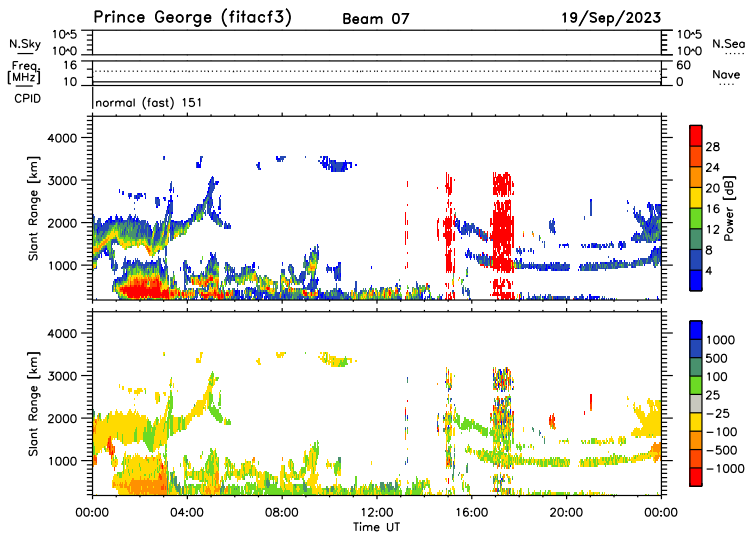 Prince George (fitacf3) Beam 07 19/Sep/2023
N.Sky 10^5 10^5 N.Sea
10^0 10^0
Freq. 16 60
[MHz] 10 0 Nave
CPID normal (fast) 151
Slant Range [km]
4000
3000
2000
1000
28
24
20
16
12
8
4
Power [dB]
Slant Range [km]
4000
3000
2000
1000
1000
500
100
25
-25
-100
-500
-1000
00:00 04:00 08:00 12:00 16:00 20:00 00:00
Time UT